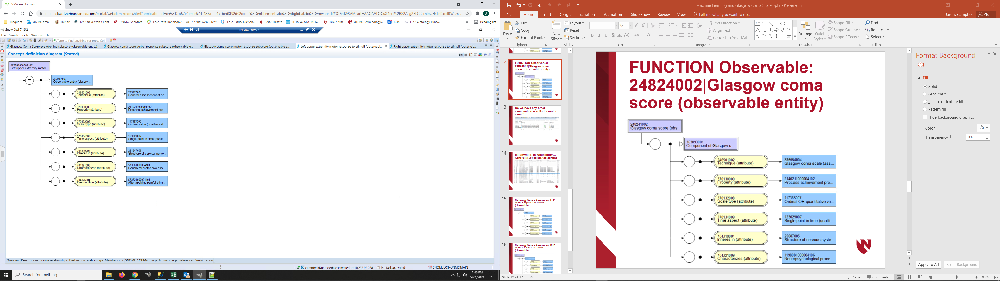 VMware Horizon
onedeskws1.nebraskamed.com/portal/webclient/index.html?applicationId=cn%3Dca57e1eb-e574-433a-a047-bed3f92d02cc,ou%3Dentitlements,dc%3Dvdiglobal,dc%3Dvmware,dc%3Dint&SAMLart=
Frequent UNMC email RxNav i2b2 deid Web Client UNMC AppStore Epic Data Handbook Shrine Web Client Epic Clarity Diction... i2b2 Tickets IHTSDO SNOMED... BD2K trac UNMC Terminology... BOX i2b2 Ontology Func... Reading list
Snow Owl 7.16.2
IMDRC25069JC
File Search Tools Window Help
Type to find anything (or press Ctrl
Glasgow Coma Score eye opening subscore (observable entity)
Glasgow coma score verbal response subscore (observable e...
Glasgow coma score motor response subscore (observable e...
Left upper extremity motor response to stimuli (observabl...
Right upper extremity motor response to stimuli (observab...
Concept definition diagram (Stated)
573681000004107
Left upper extremity motor...
363787002
Observable entity (observ...
246501002
Technique (attribute)
273477004
General assessment of ne...
370130000
Property (attribute)
2140211000004102
Process achievement pro...
370132008
Scale type (attribute)
117363000
Ordinal value (qualifier val...
370134009
Time aspect (attribute)
123029007
Single point in time (qualifi...
704319004
Inheres in (attribute)
281247006
Structure of cervical nervo...
704321009
Characterizes (attribute)
573661000004101
Peripheral motor process ...
704326004
Precondition (attribute)
573721000004104
After applying painful stim...
Overview Descriptions Source relationships Destination relationships Memberships SNOMED CT Mappings All mappings References Visualization
campbell@unmc.edu connected to 10.232.92.238
No task activated
SNOMEDCT-UNMC:MAIN
Search for anything
1:46 PM
5/21/2021
Machine Learning and Glasgow Coma Scale.pptx - PowerPoint
File Home Insert Design Transitions Animations Slide Show Review View Tell me what you want to do...
James Campbell Share
Paste
Cut
Copy
Format Painter
Clipboard
New
Slide
Layout
Reset
Section
Slides
28
Font
Text Direction
Align Text
Convert to SmartArt
Paragraph
Arrange
Quick
Styles
Shape Fill
Shape Outline
Shape Effects
Drawing
Find
Replace
Select
Editing
12
FUNCTION Observable:
24824002|Glasgow coma
score (observable entity)
13
Do we have any other
examination results for motor
exam?
14
Meanwhile, in Neurology…
General Neurological Assessment
15
Neurology General Assessment LUE
Motor Response to Stimuli
(observable)
16
Neurology General Assessment RUE
Motor response to stimuli
(observable)
FUNCTION Observable:
24824002|Glasgow coma
score (observable entity)
248241002
Glasgow coma score (obs...
363893001
Component of Glasgow c...
246501002
Technique (attribute)
386554004
Glasgow coma scale (ass...
370130000
Property (attribute)
2140211000004102
Process achievement pro...
370132008
Scale type (attribute)
117365007
Ordinal OR quantitative va...
370134009
Time aspect (attribute)
123029007
Single point in time (qualifi...
704319004
Inheres in (attribute)
25087005
Structure of nervous syste...
704321009
Characterizes (attribute)
1198081000004106
Neuropsychological proce...
Format Background
Fill
Solid fill
Gradient fill
Picture or texture fill
Pattern fill
Hide background graphics
Color
Transparency
0%
Apply to All
Reset Background
Slide 12 of 17
Notes
Comments
93%